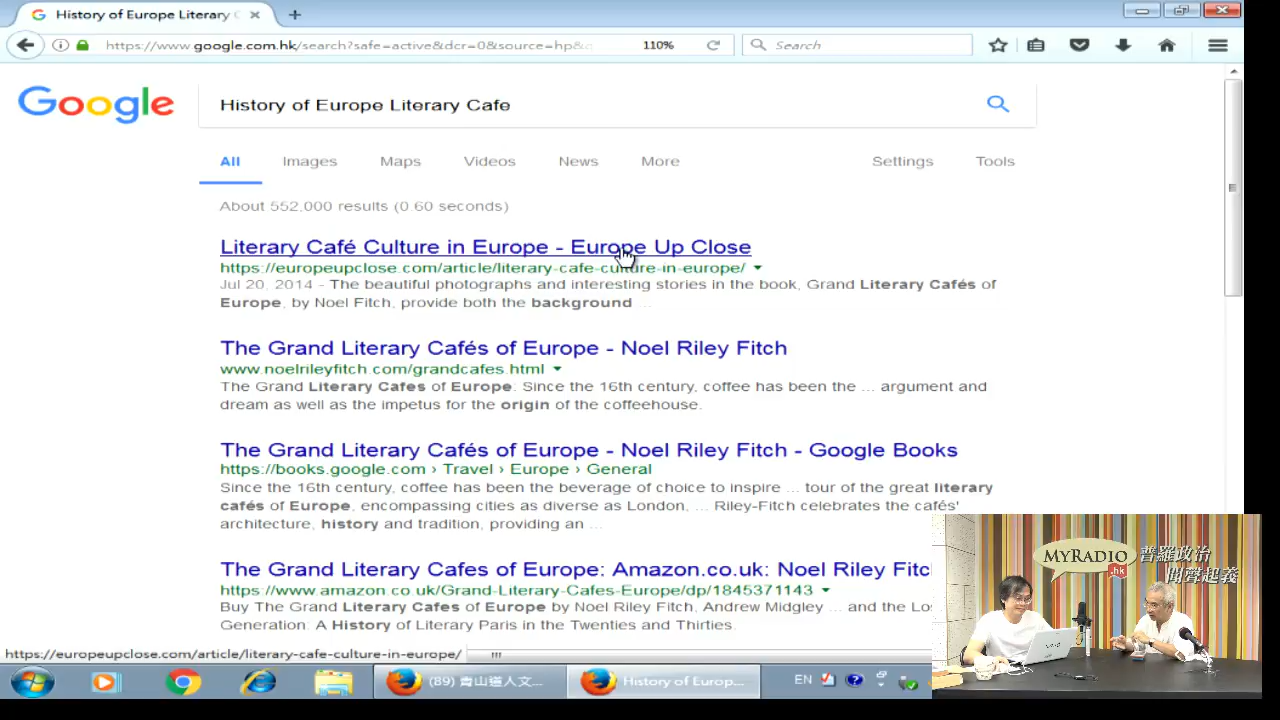 History of Europe Literary C
https://www.google.com.hk/search?safe=active&dcr=0&source=hp&
110%
Search
Google
History of Europe Literary Cafe
All Images Maps Videos News More Settings Tools
About 552,000 results (0.60 seconds)
Literary Café Culture in Europe - Europe Up Close
https://europeupclose.com/article/literary-cafe-culture-in-europe/
Jul 20, 2014 - The beautiful photographs and interesting stories in the book, Grand Literary Cafés of
Europe, by Noel Fitch, provide both the background ...
The Grand Literary Cafés of Europe - Noel Riley Fitch
www.noelrileyfitch.com/grandcafes.html
The Grand Literary Cafes of Europe: Since the 16th century, coffee has been the ... argument and
dream as well as the impetus for the origin of the coffeehouse.
The Grand Literary Cafés of Europe - Noel Riley Fitch - Google Books
https://books.google.com › Travel › Europe › General
Since the 16th century, coffee has been the beverage of choice to inspire ... tour of the great literary
cafés of Europe, encompassing cities as diverse as London, ... Riley-Fitch celebrates the cafés'
architecture, history and tradition, providing an ...
The Grand Literary Cafes of Europe: Amazon.co.uk: Noel Riley Fitc
https://www.amazon.co.uk/Grand-Literary-Cafes-Europe/dp/1845371143
Buy The Grand Literary Cafes of Europe by Noel Riley Fitch, Andrew Midgley ... and the Los
Generation: A History of Literary Paris in the Twenties and Thirties.
MYRADIO
.hk
普羅政治
聞聲起義
https://europeupclose.com/article/literary-cafe-culture-in-europe/
(89) 青山道人文...
History of Europ...
EN